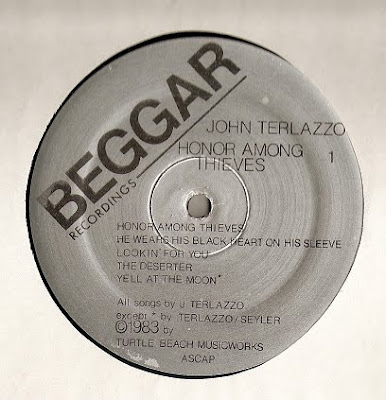 BEGGAR
RECORDINGS
JOHN TERLAZZO
HONOR AMONG
THIEVES
1
HONOR AMONG THIEVES
HE WEARS HIS BLACK HEART ON HIS SLEEVE
LOOKIN' FOR YOU
THE DESERTER
YELL AT THE MOON*
All songs by J TERLAZZO
except * by TERLAZZO/SEYLER
©1983 by
TURTLE BEACH MUSICWORKS
ASCAP